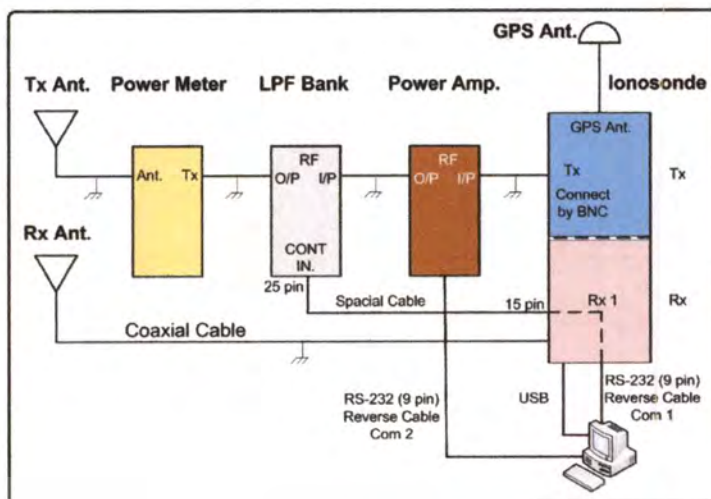 GPS Ant.
Tx Ant.
Power Meter
LPF Bank
Power Amp.
Ionosonde
GPS Ant.
Ant.
Tx
RF
O/P
I/P
RF
O/P
I/P
Tx
Connect
by BNC
Tx
Rx Ant.
CONT
IN.
25 pin
Spacial Cable
15 pin
Rx 1
Rx
Coaxial Cable
RS-232 (9 pin)
Reverse Cable
Com 2
USB
RS-232 (9 pin)
Reverse Cable
Com 1